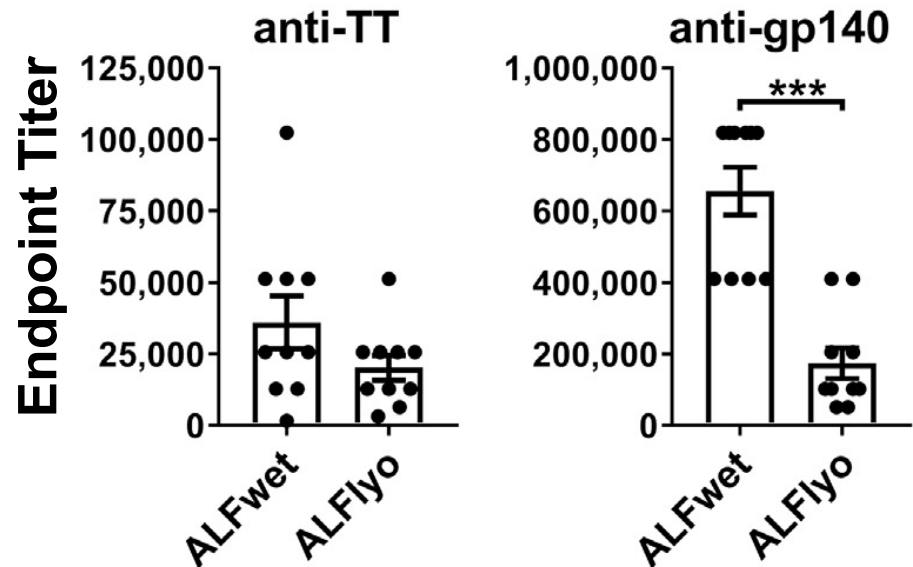 anti-TT
Endpoint Titer
125,000
100,000
75,000
50,000
25,000
0
ALFwet
ALFlyo
anti-gp140
1,000,000
800,000
600,000
400,000
200,000
0
***
ALFwet
ALFlyo